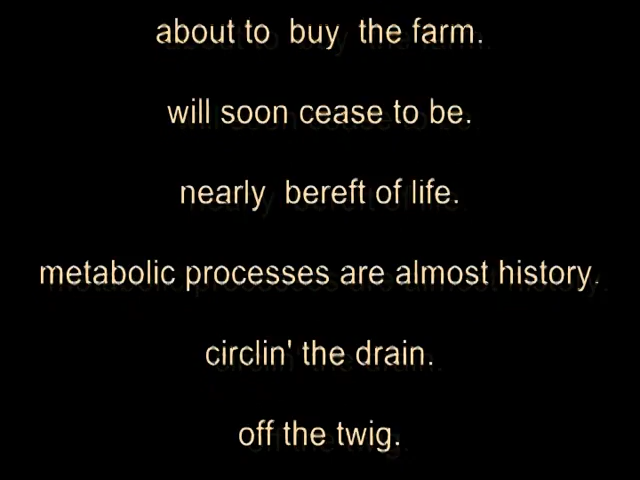 about to buy the farm.
will soon cease to be.
nearly bereft of life.
metabolic processes are almost history.
circlin' the drain.
off the twig.